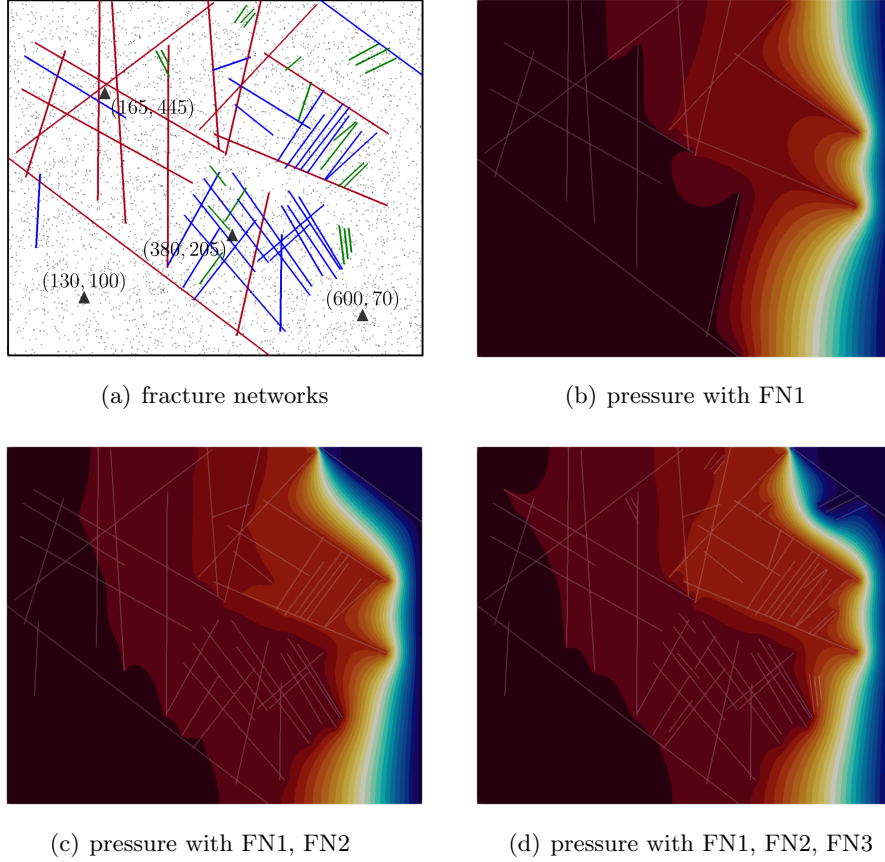 (165, 445)
(380, 205)
(130, 100)
(600, 70)
(a) fracture networks
(b) pressure with FN1
(c) pressure with FN1, FN2
(d) pressure with FN1, FN2, FN3